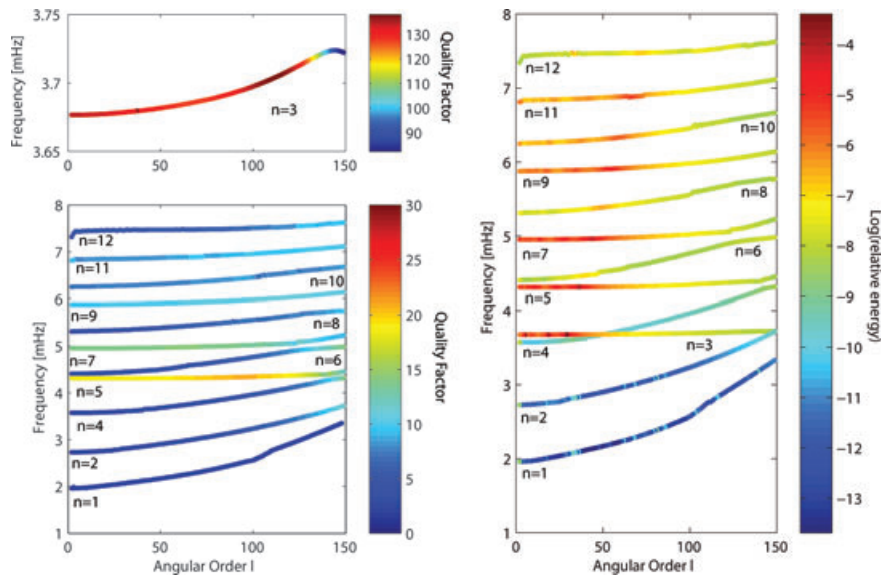 3.75
3.7
3.65
Frequency [mHz]
n=3
0 50 100 150
130
120
110
100
90
Quality Factor
8
7
6
5
4
3
2
1
Frequency [mHz]
n=12
n=11
n=10
n=9
n=8
n=7
n=6
n=5
n=4
n=2
n=1
0 50 100 150
Angular Order l
30
25
20
15
10
5
0
Quality Factor
8
7
6
5
4
3
2
1
Frequency [mHz]
n=12
n=11
n=10
n=9
n=8
n=7
n=6
n=5
n=3
n=4
n=2
n=1
0 50 100 150
Angular Order l
−4
−5
−6
−7
−8
−9
−10
−11
−12
−13
Log(relative energy)